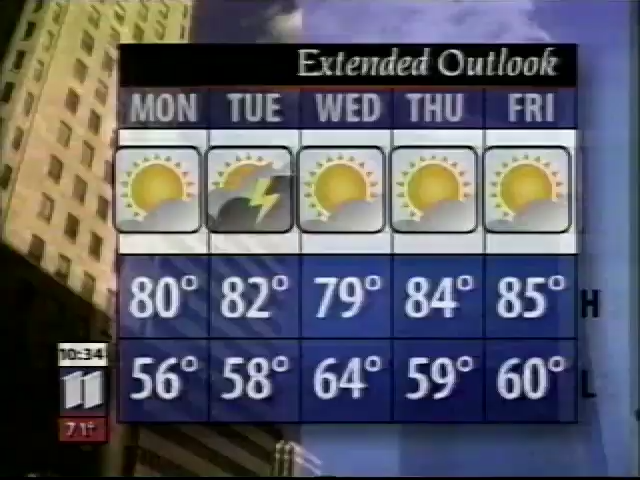 Extended Outlook
MON TUE WED THU FRI
80° 82° 79° 84° 85° H
56° 58° 64° 59° 60° L
10:34
11
71°